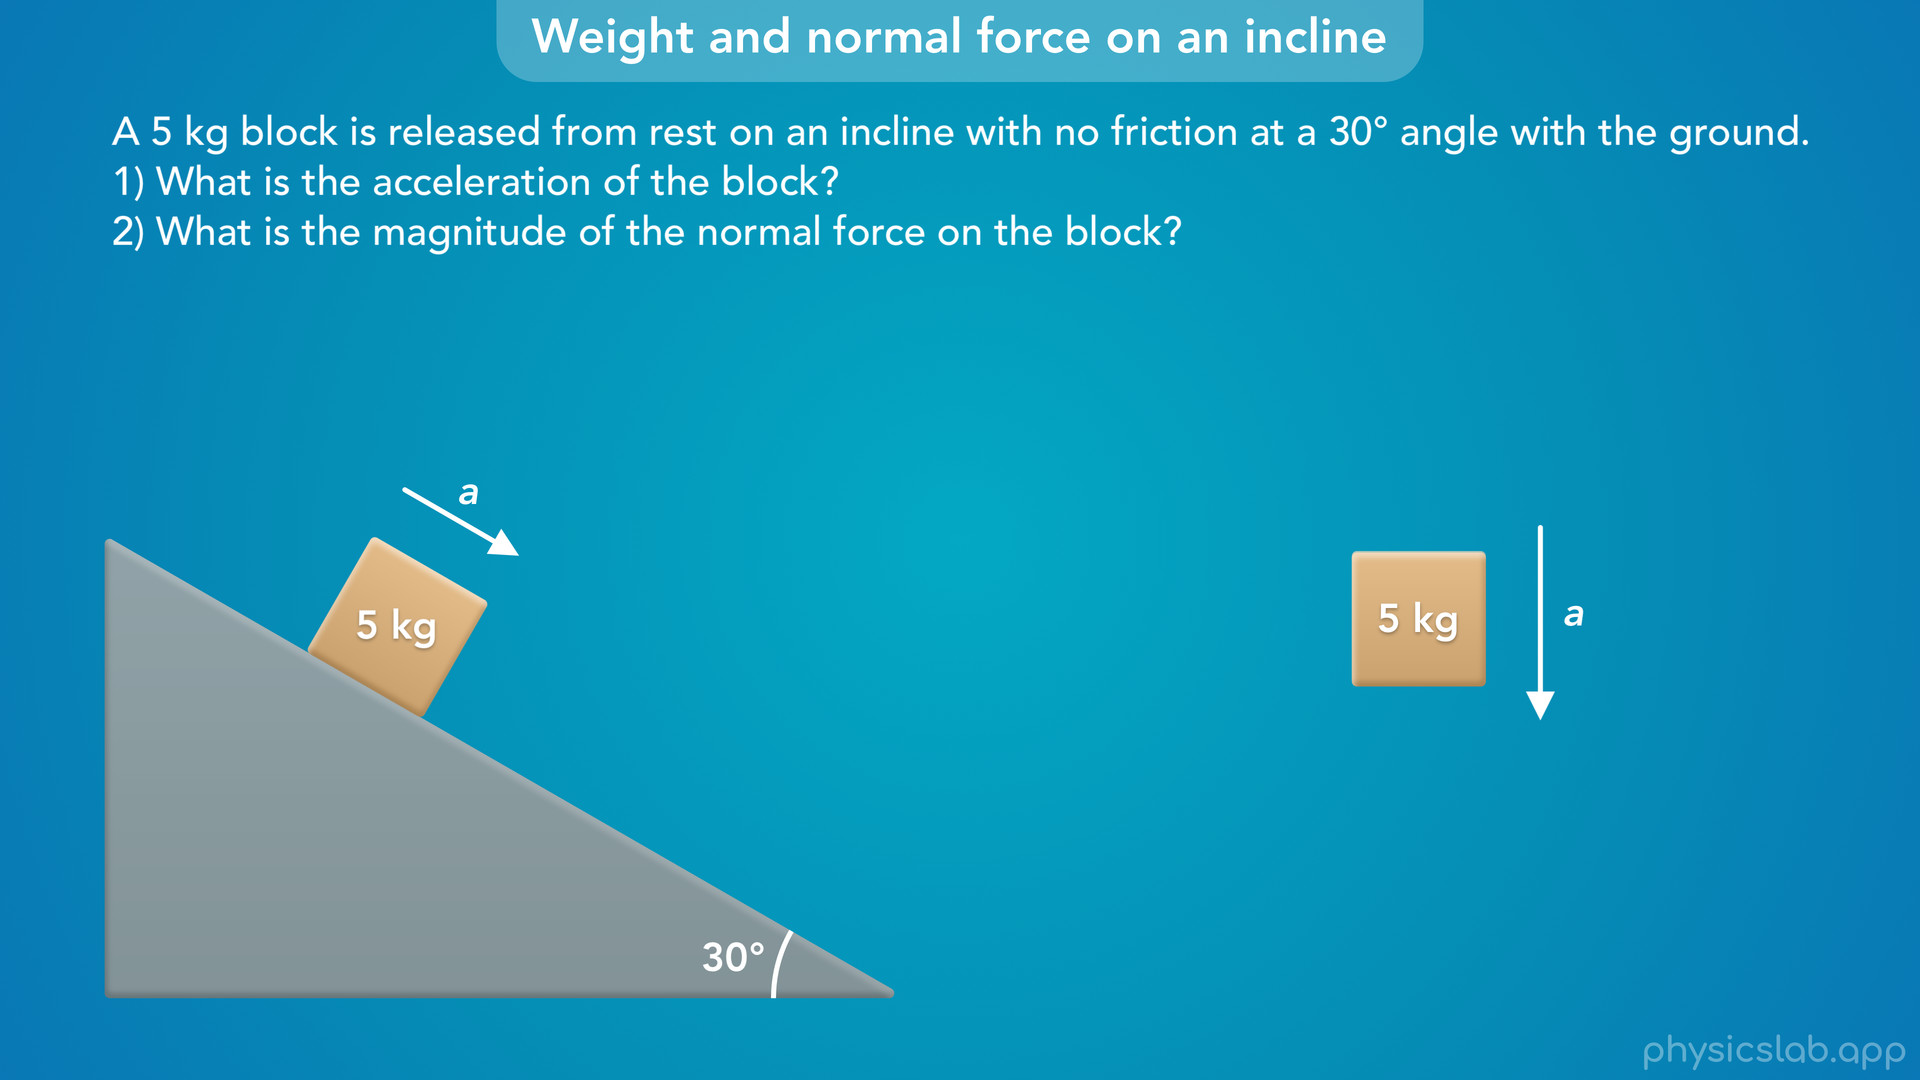 Weight and normal force on an incline
A 5 kg block is released from rest on an incline with no friction at a 30° angle with the ground.
1) What is the acceleration of the block?
2) What is the magnitude of the normal force on the block?
a
5 kg
5 kg
a
30°
physicslab.app